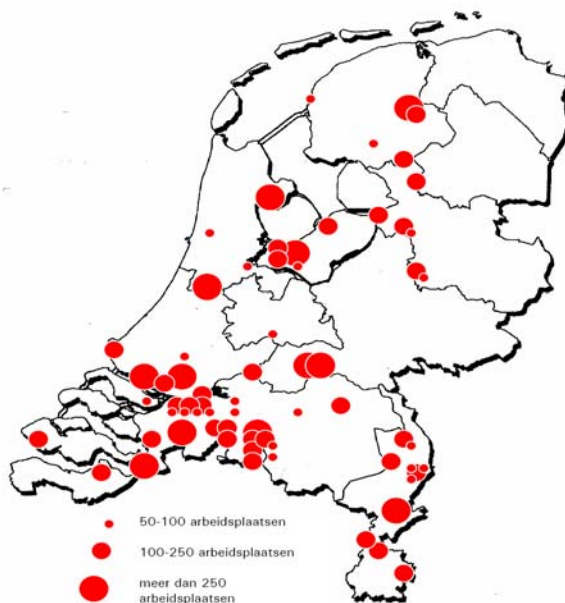 50-100 arbeidsplaatsen
100-250 arbeidsplaatsen
meer dan 250
arbeidsplaatsen